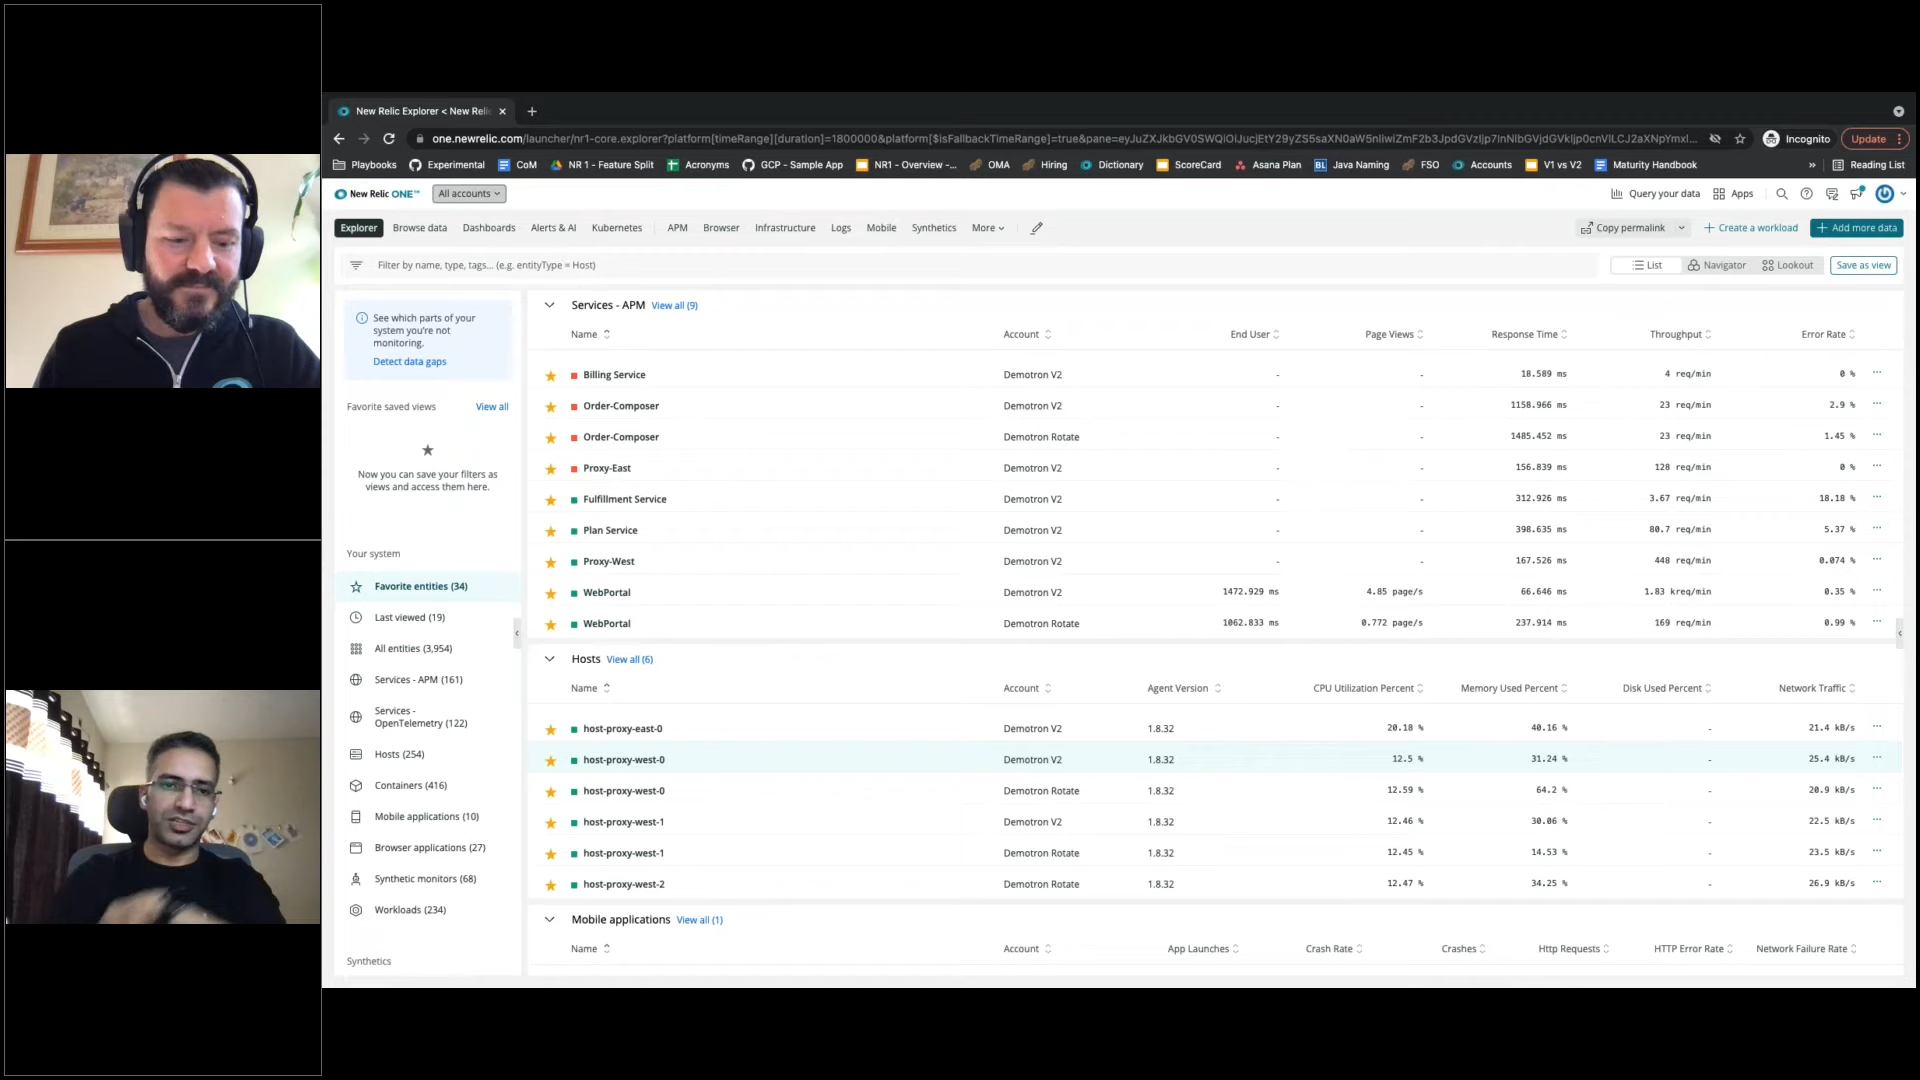 New Relic Explorer < New Reli
one.newrelic.com/launcher/nr1-core.explorer?platform[timeRange][duration]=1800000&platform[$isFallbackTimeRange]=true&pane=
Incognito
Update
Playbooks
Experimental
CoM
NR 1 - Feature Split
Acronyms
GCP - Sample App
NR1 - Overview -...
OMA
Hiring
Dictionary
ScoreCard
Asana Plan
BL Java Naming
FSO
Accounts
V1 vs V2
Maturity Handbook
»
Reading List
New Relic ONE™
All accounts
Query your data
Apps
Explorer
Browse data
Dashboards
Alerts & AI
Kubernetes
APM
Browser
Infrastructure
Logs
Mobile
Synthetics
More
Copy permalink
+ Create a workload
+ Add more data
Filter by name, type, tags... (e.g. entityType = Host)
List
Navigator
Lookout
Save as view
See which parts of your
system you're not
monitoring.
Detect data gaps
Favorite saved views View all
Now you can save your filters as
views and access them here.
Your system
Favorite entities (34)
Last viewed (19)
All entities (3,954)
Services - APM (161)
Services -
OpenTelemetry (122)
Hosts (254)
Containers (416)
Mobile applications (10)
Browser applications (27)
Synthetic monitors (68)
Workloads (234)
Synthetics
Services - APM View all (9)
Name Account End User Page Views Response Time Throughput Error Rate
Billing Service Demotron V2 - - 18.589 ms 4 req/min 0 % ...
Order-Composer Demotron V2 - - 1158.966 ms 23 req/min 2.9 % ...
Order-Composer Demotron Rotate - - 1485.452 ms 23 req/min 1.45 % ...
Proxy-East Demotron V2 - - 156.839 ms 128 req/min 0 % ...
Fulfillment Service Demotron V2 - - 312.926 ms 3.67 req/min 18.18 % ...
Plan Service Demotron V2 - - 398.635 ms 80.7 req/min 5.37 % ...
Proxy-West Demotron V2 - - 167.526 ms 448 req/min 0.074 % ...
WebPortal Demotron V2 1472.929 ms 4.85 page/s 66.646 ms 1.83 kreq/min 0.35 % ...
WebPortal Demotron Rotate 1062.833 ms 0.772 page/s 237.914 ms 169 req/min 0.99 % ...
Hosts View all (6)
Name Account Agent Version CPU Utilization Percent Memory Used Percent Disk Used Percent Network Traffic
host-proxy-east-0 Demotron V2 1.8.32 20.18 % 40.16 % - 21.4 kB/s ...
host-proxy-west-0 Demotron V2 1.8.32 12.5 % 31.24 % - 25.4 kB/s ...
host-proxy-west-0 Demotron Rotate 1.8.32 12.59 % 64.2 % - 20.9 kB/s ...
host-proxy-west-1 Demotron V2 1.8.32 12.46 % 30.06 % - 22.5 kB/s ...
host-proxy-west-1 Demotron Rotate 1.8.32 12.45 % 14.53 % - 23.5 kB/s ...
host-proxy-west-2 Demotron Rotate 1.8.32 12.47 % 34.25 % - 26.9 kB/s ...
Mobile applications View all (1)
Name Account App Launches Crash Rate Crashes Http Requests HTTP Error Rate Network Failure Rate